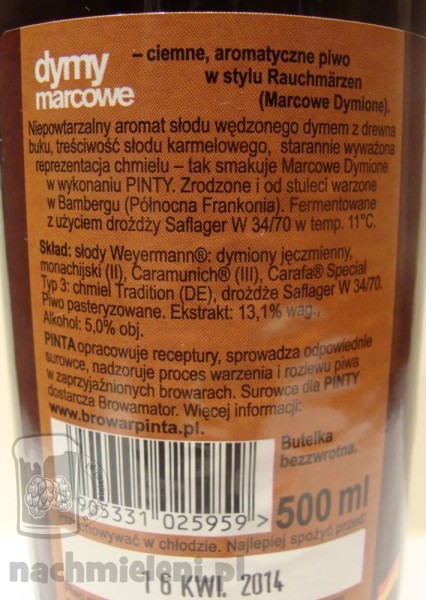 dymy
marcowe
– ciemne, aromatyczne piwo
w stylu Rauchmärzen
(Marcowe Dymione).
Niepowtarzalny aromat słodu wędzonego dymem z drewna
buku, treściwość słodu karmelowego, starannie wyważona
reprezentacja chmielu – tak smakuje Marcowe Dymione
w wykonaniu PINTY. Zrodzone i od stuleci warzone
w Bambergu (Północna Frankonia). Fermentowane
z użyciem drożdży Saflager W 34/70 w temp. 11°C.
Skład: słody Weyermann®: dymiony jęczmienny,
monachijski (II), Caramunich® (III), Carafa® Special
Typ 3: chmiel Tradition (DE), drożdże Saflager W 34/70.
Piwo pasteryzowane. Ekstrakt: 13,1% wag.,
Alkohol: 5,0% obj.
PINTA opracowuje receptury, sprowadza odpowiednie
surowce, nadzoruje proces warzenia i rozlewu piwa
w zaprzyjaźnionych browarach. Surowce dla PINTY
dostarcza Browamator. Więcej informacji:
www.browarpinta.pl.
Butelka
bezzwrotna.
905331 025959 >
500 ml
chowywać w chłodzie. Najlepiej spożyć przed:
1 6 KWI. 2014
nachmieleni.pl